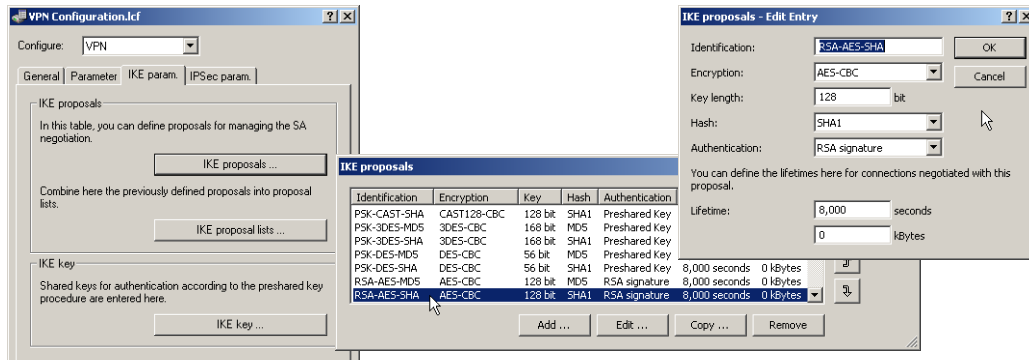 VPN Configuration.lcf
Configure: VPN
General Parameter IKE param. IPSec param.
IKE proposals
In this table, you can define proposals for managing the SA
negotiation.
IKE proposals ...
Combine here the previously defined proposals into proposal
lists.
IKE proposal lists ...
IKE key
Shared keys for authentication according to the preshared key
procedure are entered here.
IKE key ...
IKE proposals
Identification Encryption Key Hash Authentication
PSK-CAST-SHA CAST128-CBC 128 bit SHA1 Preshared Key
PSK-3DES-MD5 3DES-CBC 168 bit MD5 Preshared Key
PSK-3DES-SHA 3DES-CBC 168 bit SHA1 Preshared Key
PSK-DES-MD5 DES-CBC 56 bit MD5 Preshared Key
PSK-DES-SHA DES-CBC 56 bit SHA1 Preshared Key 8,000 seconds 0 kBytes
RSA-AES-MD5 AES-CBC 128 bit MD5 RSA signature 8,000 seconds 0 kBytes
RSA-AES-SHA AES-CBC 128 bit SHA1 RSA signature 8,000 seconds 0 kBytes
Add ... Edit ... Copy ... Remove
IKE proposals - Edit Entry
Identification: RSA-AES-SHA OK
Encryption: AES-CBC Cancel
Key length: 128 bit
Hash: SHA1
Authentication: RSA signature
You can define the lifetimes here for connections negotiated with this
proposal.
Lifetime: 8,000 seconds
0 kBytes